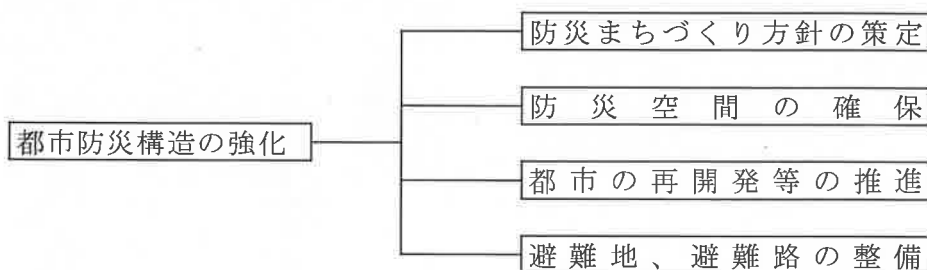 防災まちづくり方針の策定
防災空間の確保
都市防災構造の強化
都市の再開発等の推進
避難地、避難路の整備